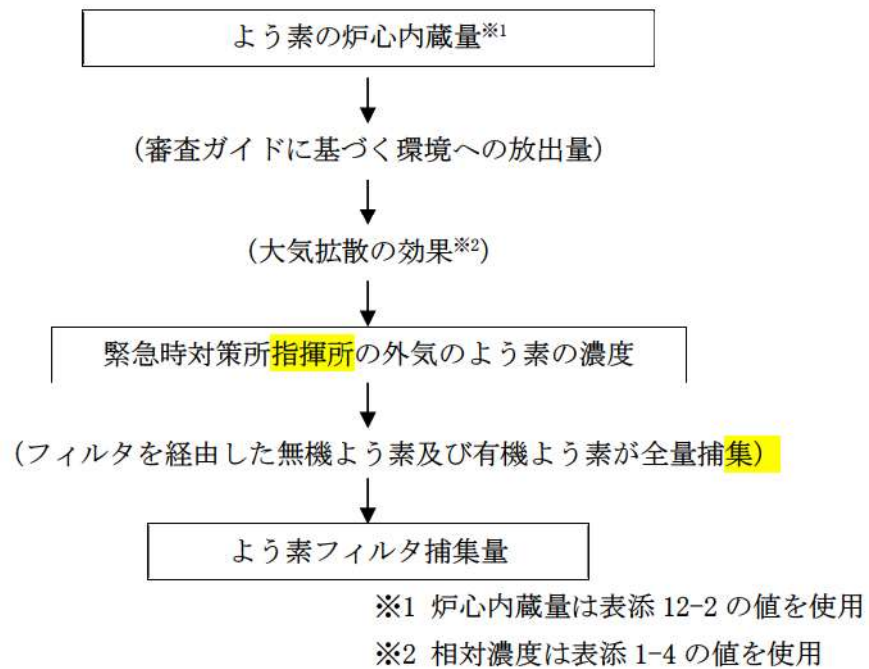 よう素の炉心内蔵量※1
(審査ガイドに基づく環境への放出量)
(大気拡散の効果※2)
緊急時対策所指揮所の外気のよう素の濃度
(フィルタを経由した無機よう素及び有機よう素が全量捕集)
よう素フィルタ捕集量
※1 炉心内蔵量は表添 12-2 の値を使用
※2 相対濃度は表添 1-4 の値を使用